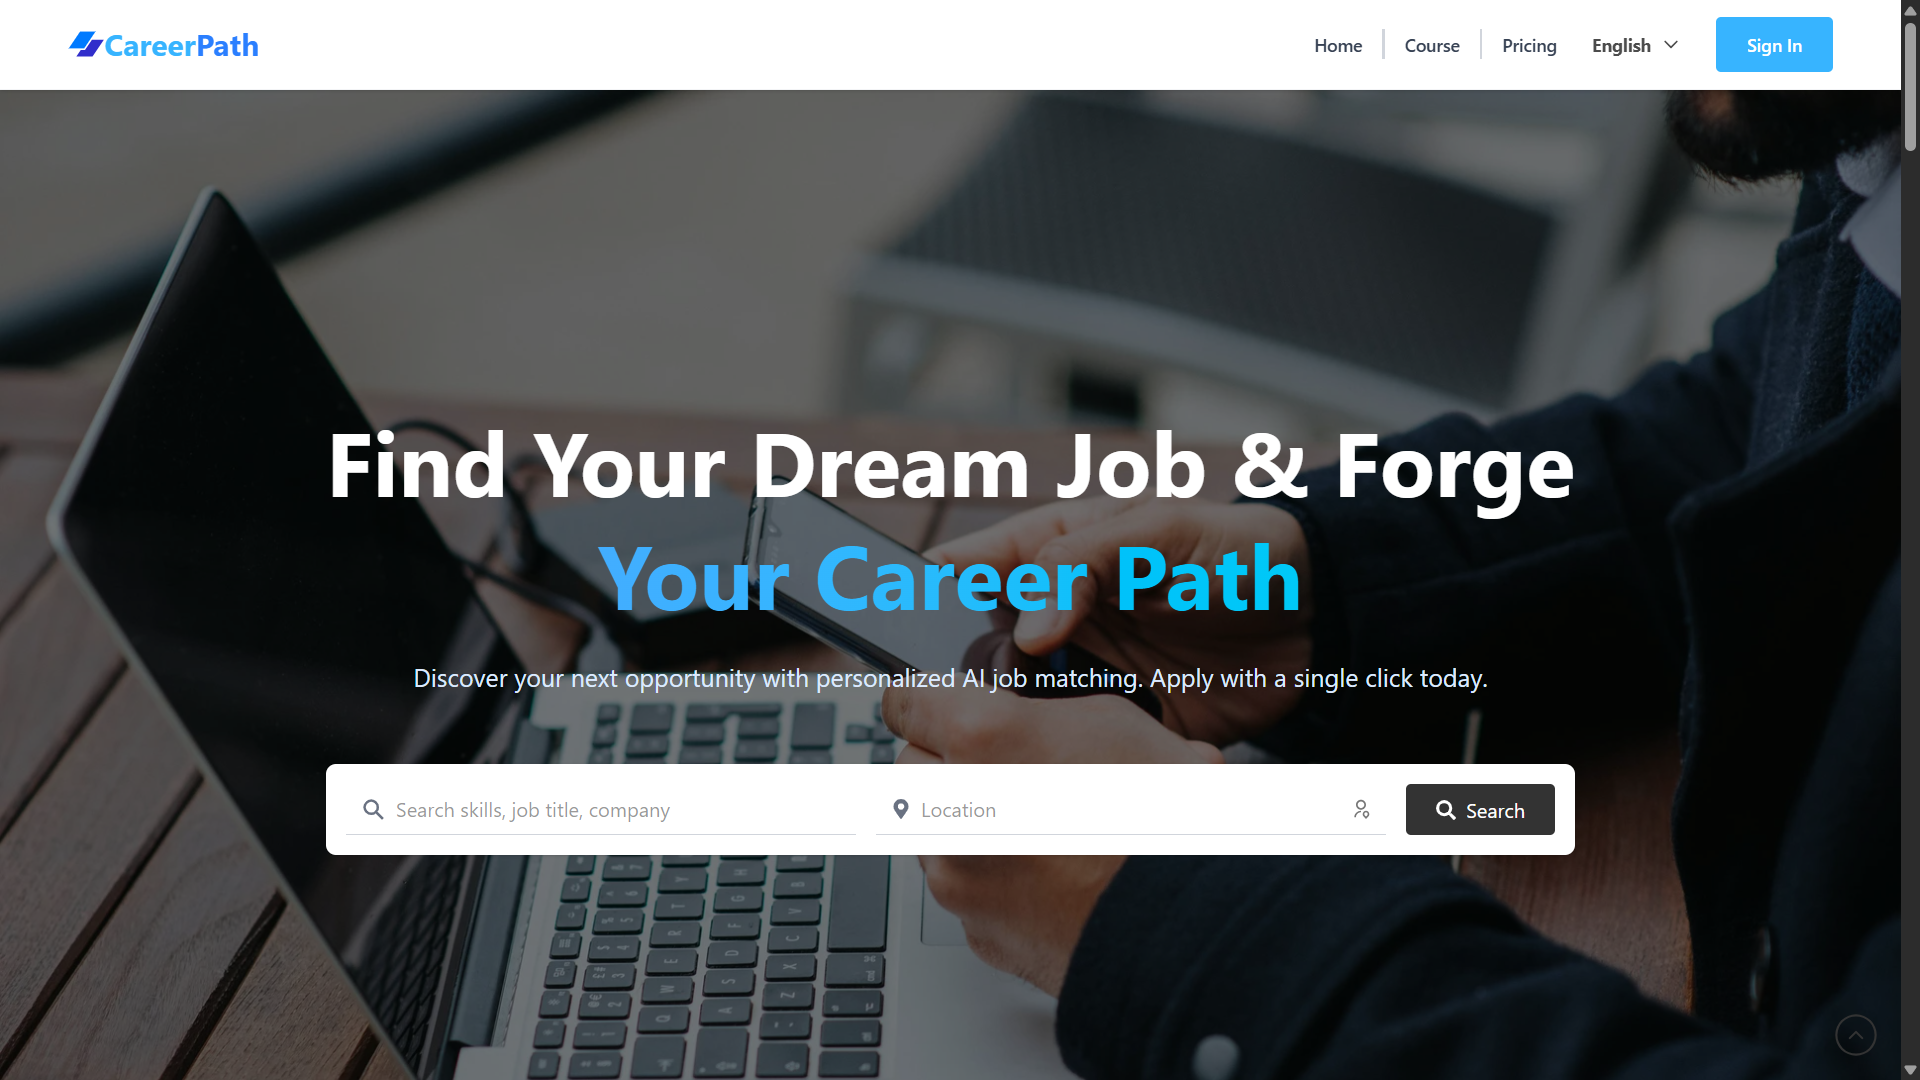 CareerPath
Home
Course
Pricing
English
Sign In
Find Your Dream Job & Forge
Your Career Path
Discover your next opportunity with personalized AI job matching. Apply with a single click today.
Search skills, job title, company
Location
Search